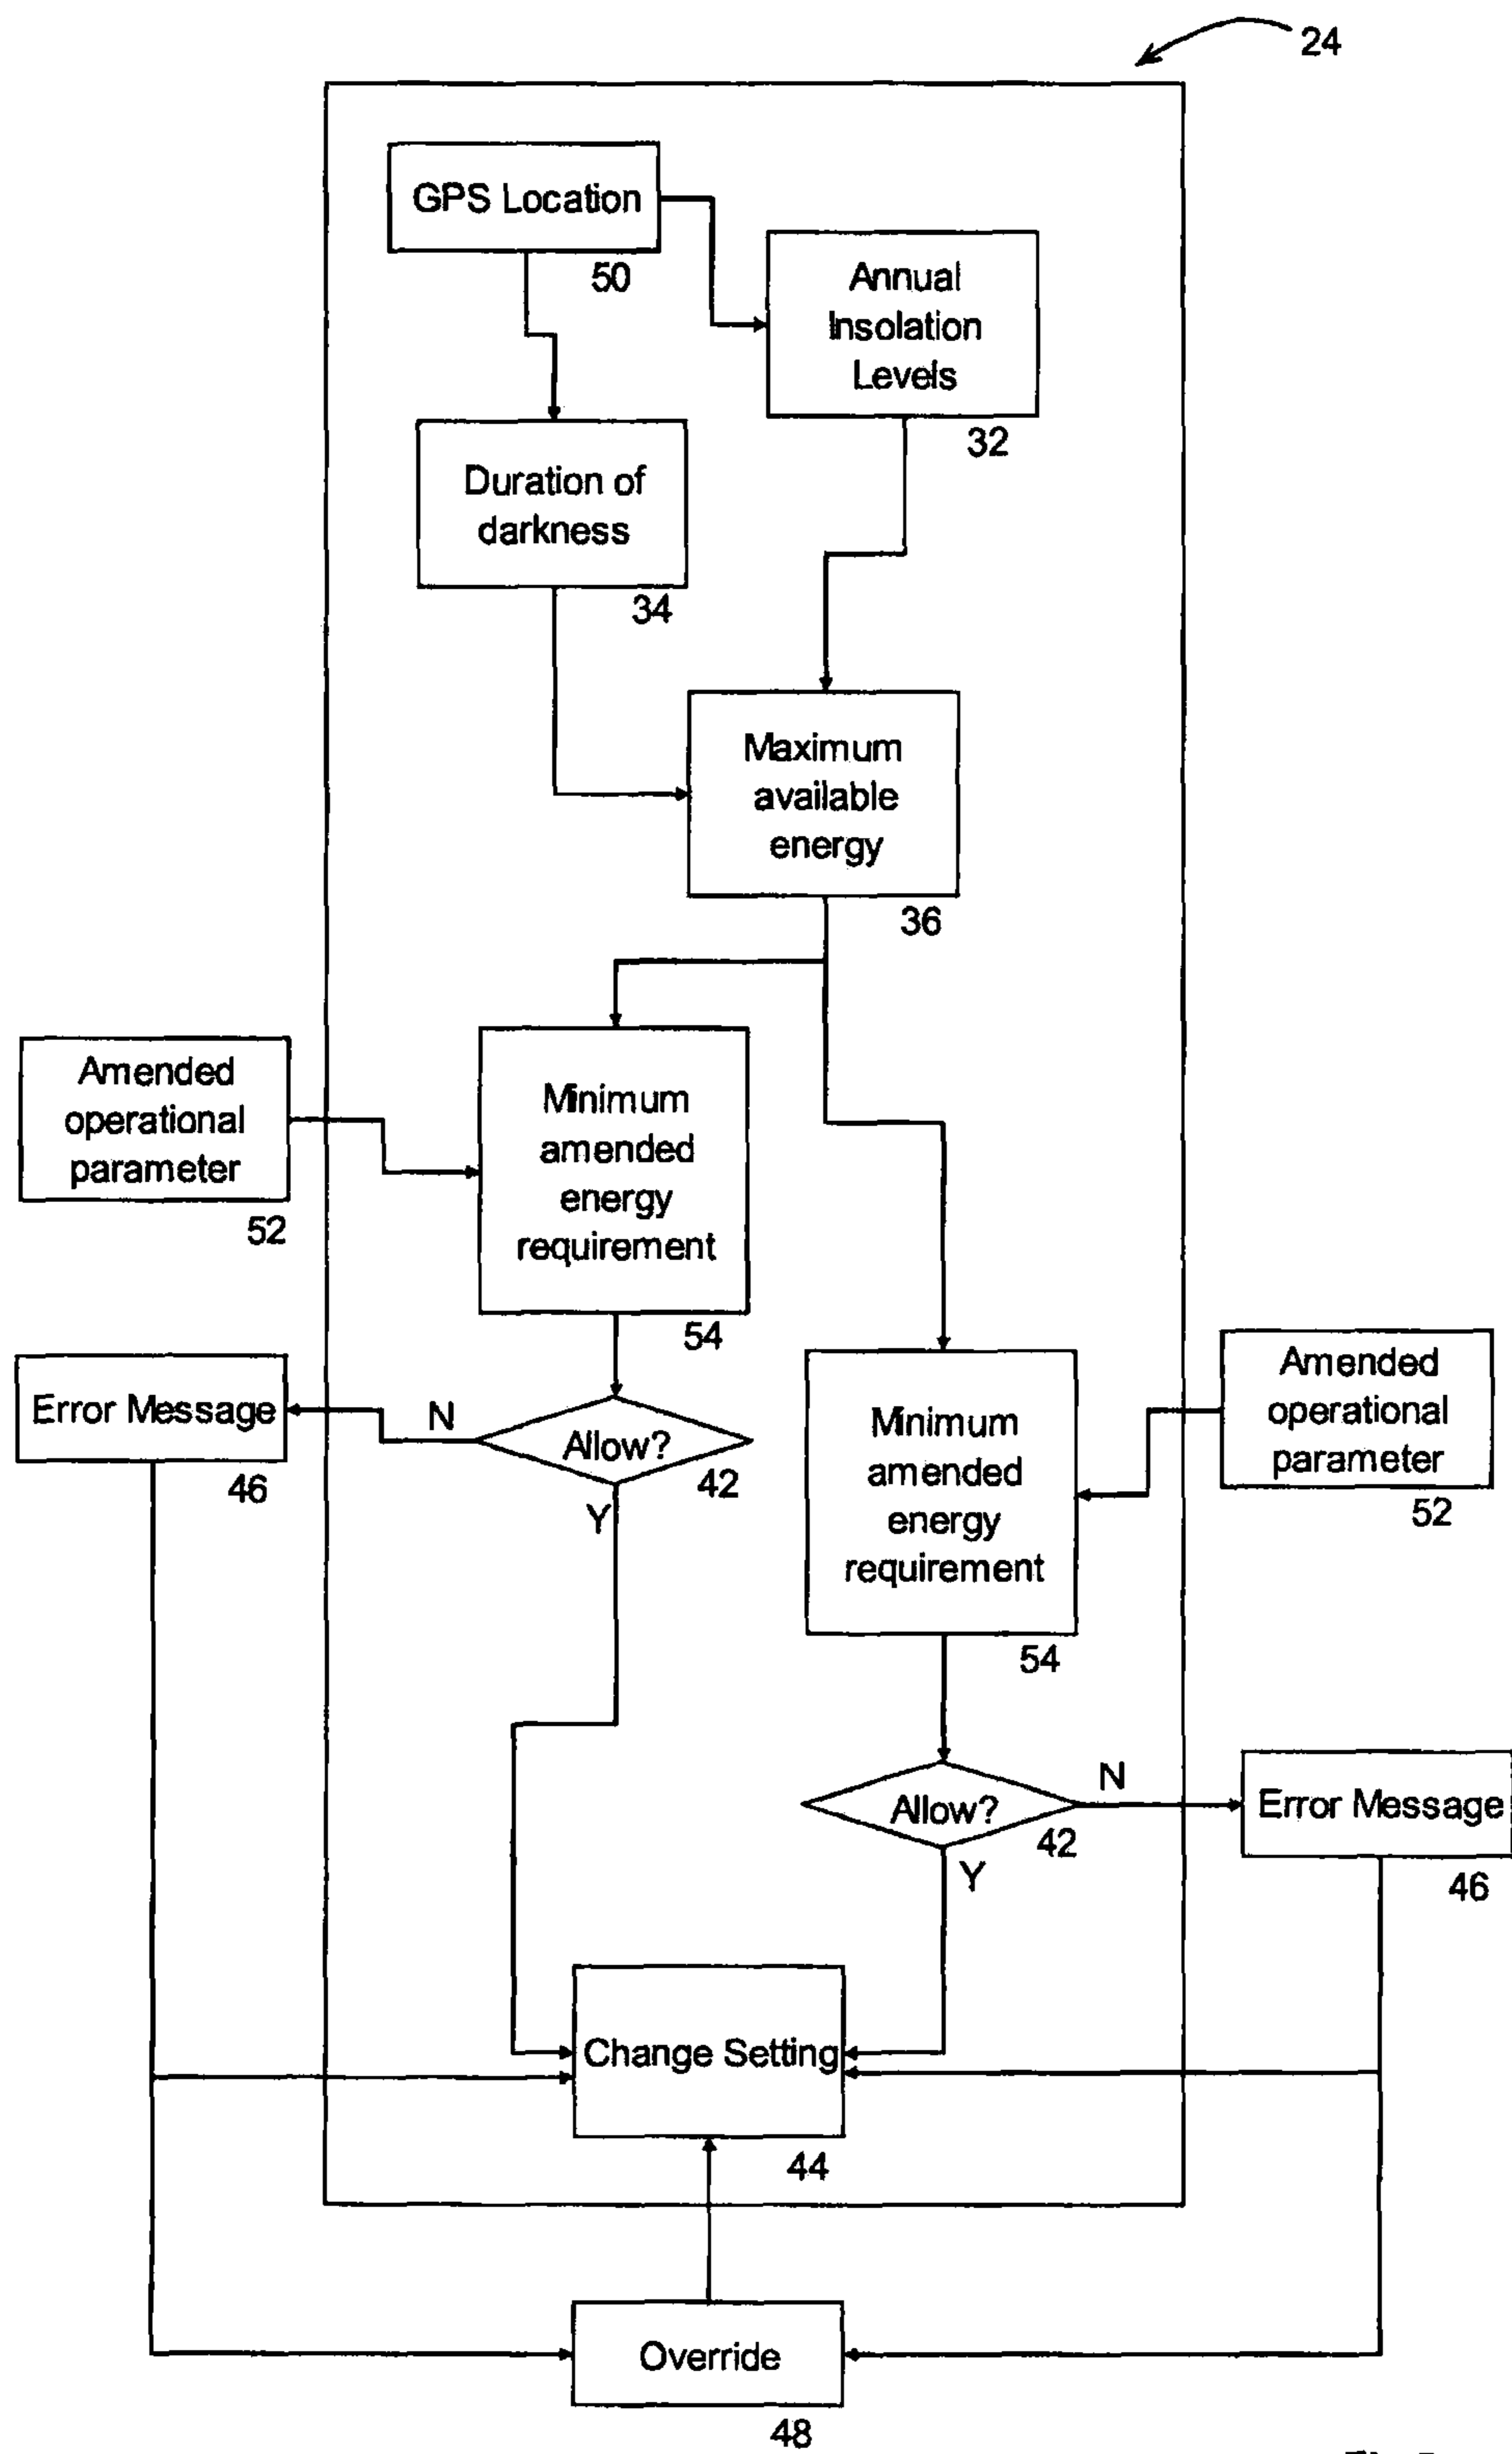 24
GPS Location
50
Annual
Insolation
Levels
32
Duration of
darkness
34
Maximum
available
energy
36
Amended
operational
parameter
52
Minimum
amended
energy
requirement
54
Error Message
46
N
Allow?
42
Y
Minimum
amended
energy
requirement
54
Amended
operational
parameter
52
Allow?
42
N
Y
Error Message
46
Change Setting
44
Override
48